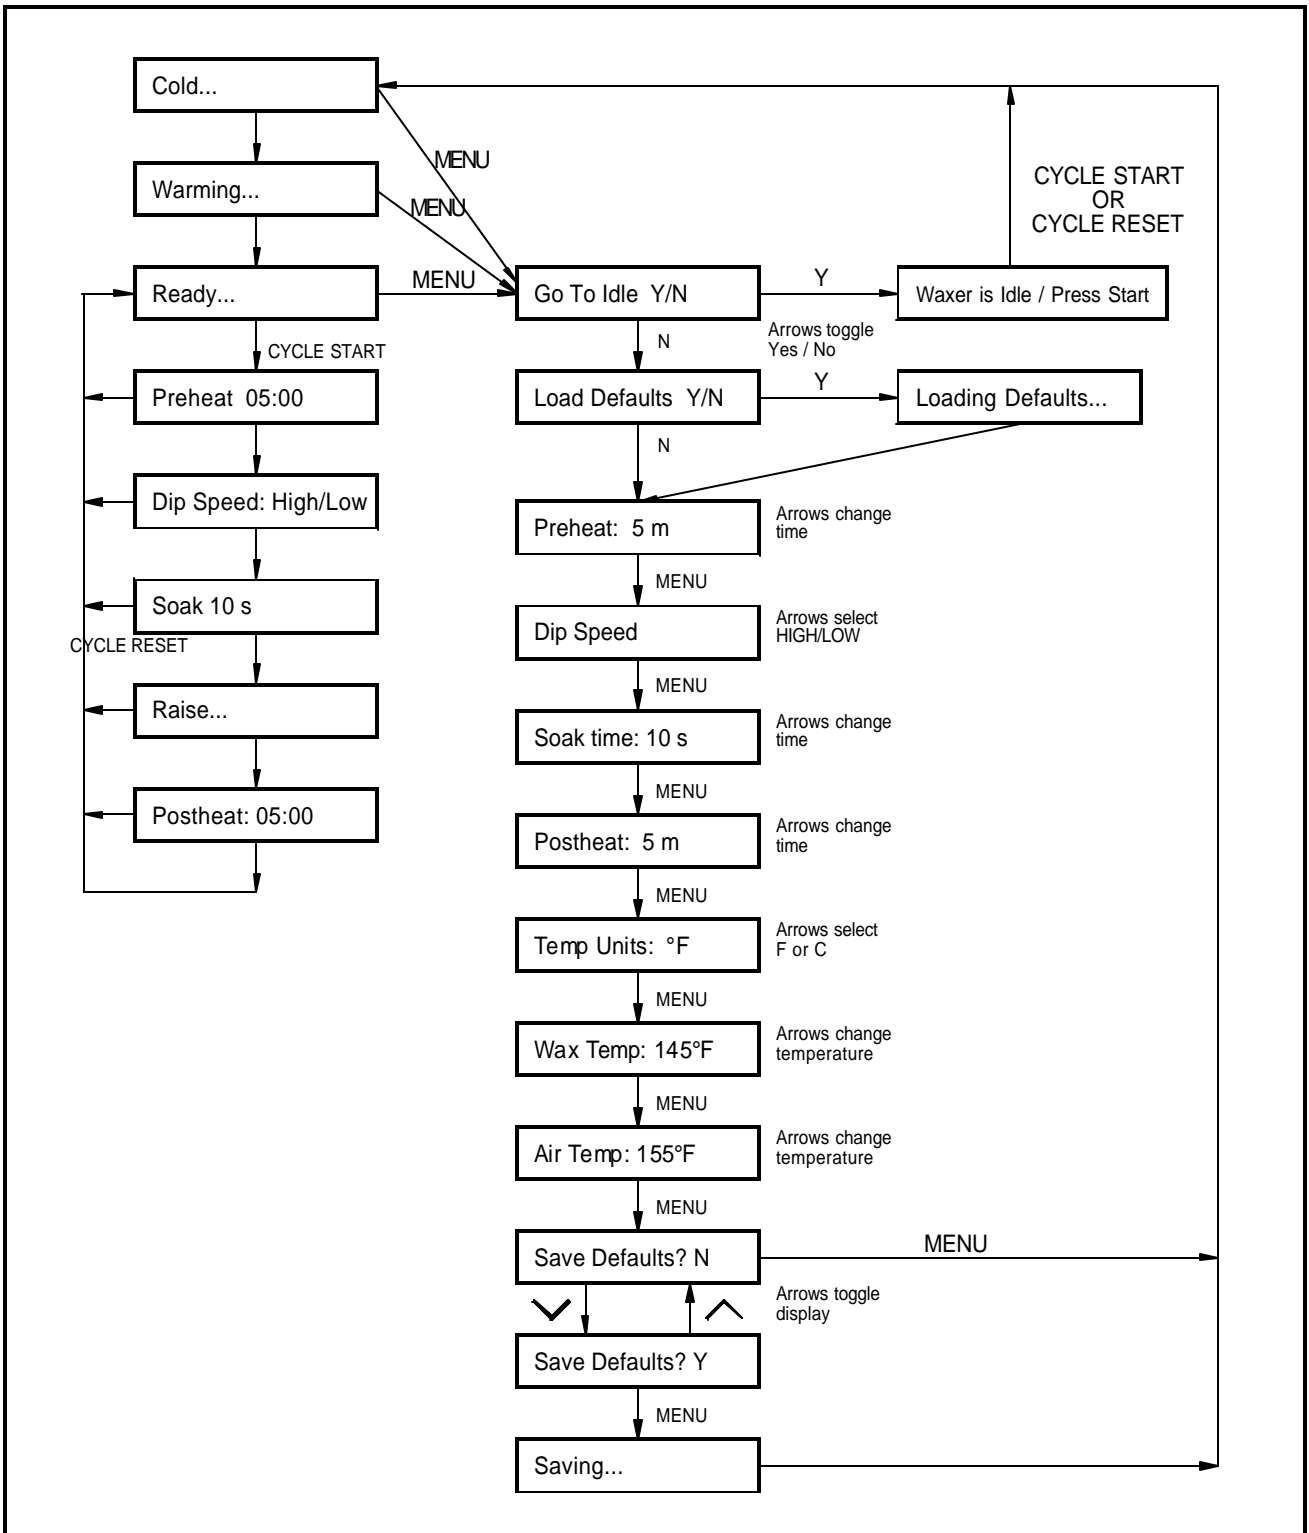 Cold...
MENU
Warming...
MENU
CYCLE START
OR
CYCLE RESET
Ready...
MENU
Go To Idle Y/N
Y
Waxer is Idle / Press Start
CYCLE START
N
Arrows toggle
Yes / No
Preheat 05:00
Load Defaults Y/N
Y
Loading Defaults...
N
Dip Speed: High/Low
Preheat: 5 m
Arrows change
time
MENU
Soak 10 s
Dip Speed
Arrows select
HIGH/LOW
CYCLE RESET
MENU
Raise...
Soak time: 10 s
Arrows change
time
MENU
Postheat: 05:00
Postheat: 5 m
Arrows change
time
MENU
Temp Units: °F
Arrows select
F or C
MENU
Wax Temp: 145°F
Arrows change
temperature
MENU
Air Temp: 155°F
Arrows change
temperature
MENU
Save Defaults? N
MENU
Arrows toggle
display
Save Defaults? Y
MENU
Saving...